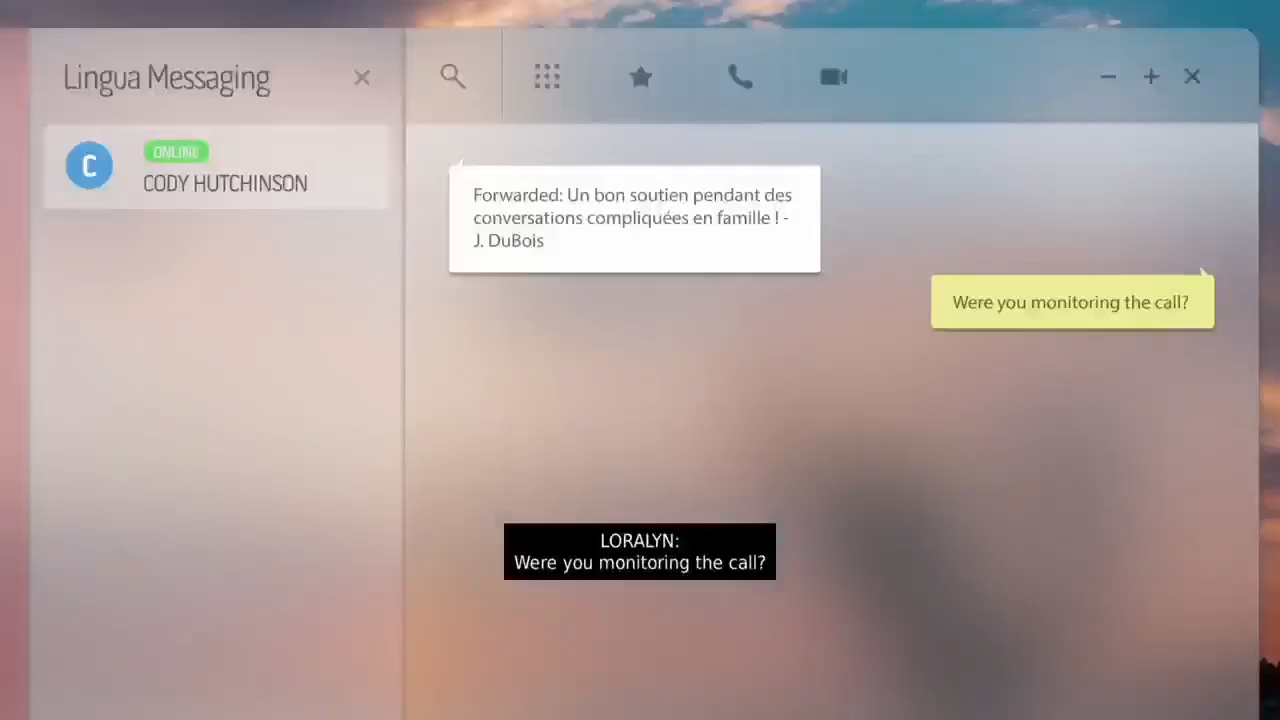 Lingua Messaging
C
ONLINE
CODY HUTCHINSON
Forwarded: Un bon soutien pendant des
conversations compliquées en famille ! -
J. DuBois
Were you monitoring the call?
LORALYN:
Were you monitoring the call?